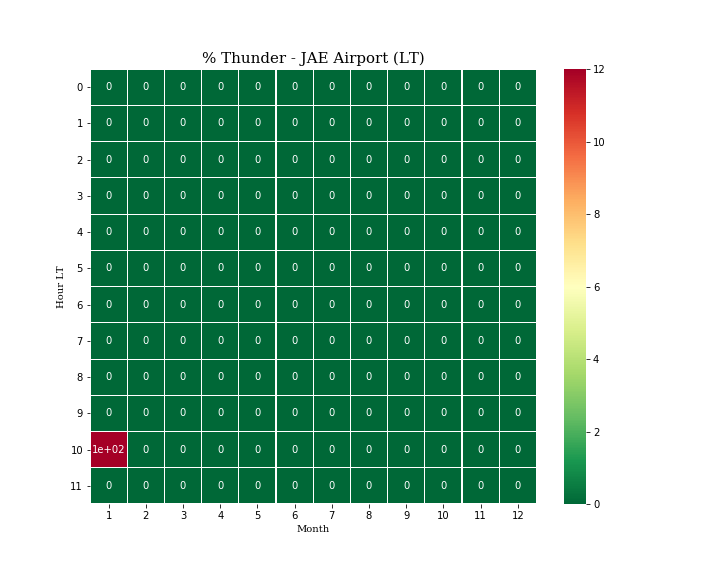 % Thunder - JAE Airport (LT)
0 0 0 0 0 0 0 0 0 0 0 0 0
1 0 0 0 0 0 0 0 0 0 0 0 0
2 0 0 0 0 0 0 0 0 0 0 0 0
3 0 0 0 0 0 0 0 0 0 0 0 0
4 0 0 0 0 0 0 0 0 0 0 0 0
5 0 0 0 0 0 0 0 0 0 0 0 0
6 0 0 0 0 0 0 0 0 0 0 0 0
7 0 0 0 0 0 0 0 0 0 0 0 0
8 0 0 0 0 0 0 0 0 0 0 0 0
9 0 0 0 0 0 0 0 0 0 0 0 0
10 1e+02 0 0 0 0 0 0 0 0 0 0 0
11 0 0 0 0 0 0 0 0 0 0 0 0
1 2 3 4 5 6 7 8 9 10 11 12
Month
Hour LT
12
10
8
6
4
2
0